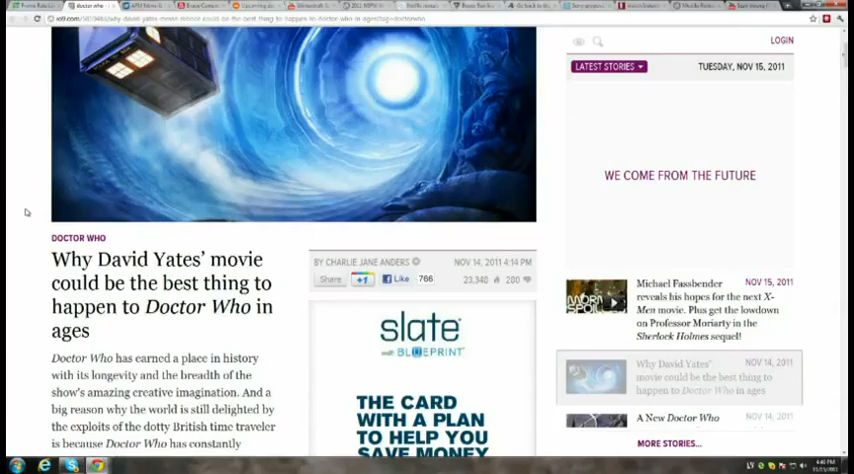 doctor who
LOGIN
LATEST STORIES
TUESDAY, NOV 15, 2011
WE COME FROM THE FUTURE
DOCTOR WHO
Why David Yates' movie
could be the best thing to
happen to Doctor Who in
ages
Doctor Who has earned a place in history
with its longevity and the breadth of the
show's amazing creative imagination. And a
big reason why the world is still delighted by
the exploits of the dotty British time traveler
is because Doctor Who has constantly
BY CHARLIE JANE ANDERS
NOV 14, 2011 4:14 PM
Share
+1
Like
766
23,340
280
slate
with BLUEPRINT
THE CARD
WITH A PLAN
TO HELP YOU
SAVE MONEY
Michael Fassbender
reveals his hopes for the next X-
Men movie. Plus get the lowdown
on Professor Moriarty in the
Sherlock Holmes sequel!
NOV 15, 2011
Why David Yates'
movie could be the best thing to
happen to Doctor Who in ages
NOV 14, 2011
A New Doctor Who
NOV 14, 2011
MORE STORIES...
4:40 PM